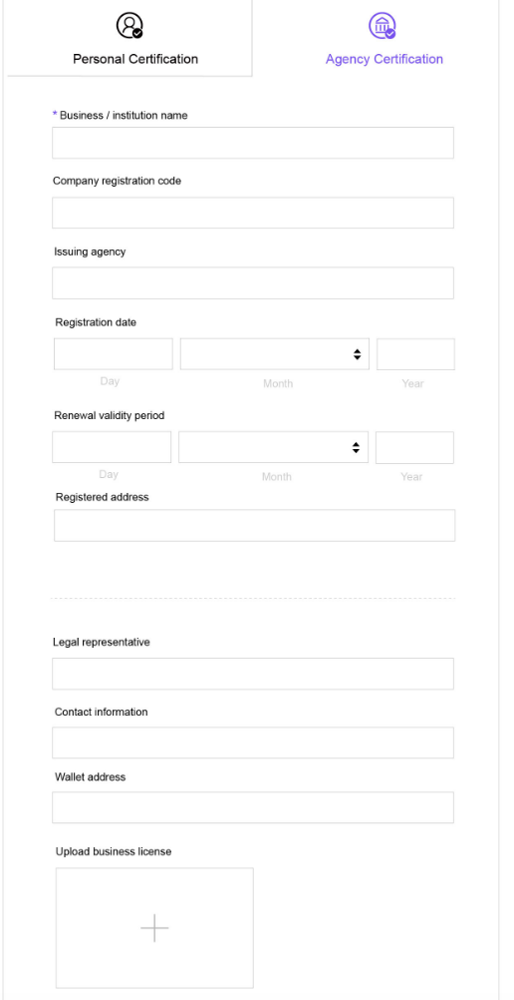 Personal Certification
Agency Certification
* Business / institution name
Company registration code
Issuing agency
Registration date
Day Month Year
Renewal validity period
Day Month Year
Registered address
Legal representative
Contact information
Wallet address
Upload business license